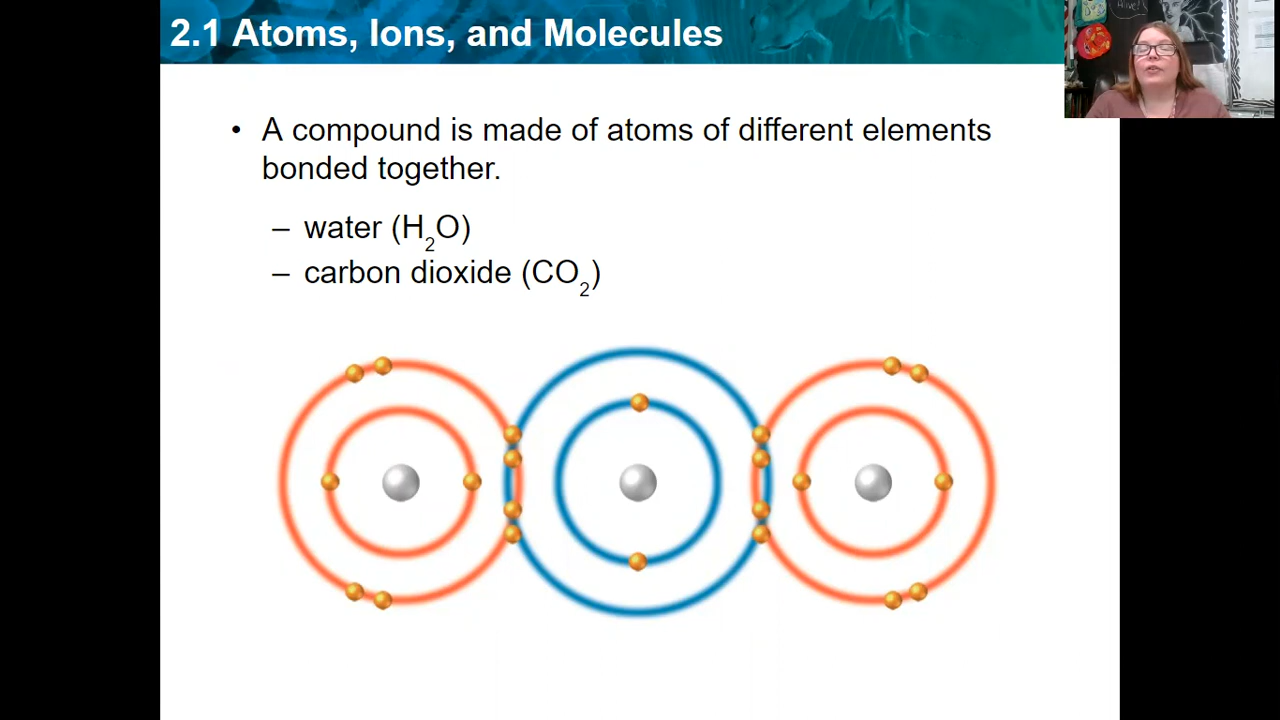 2.1 Atoms, Ions, and Molecules
• A compound is made of atoms of different elements
bonded together.
– water (H₂O)
– carbon dioxide (CO₂)